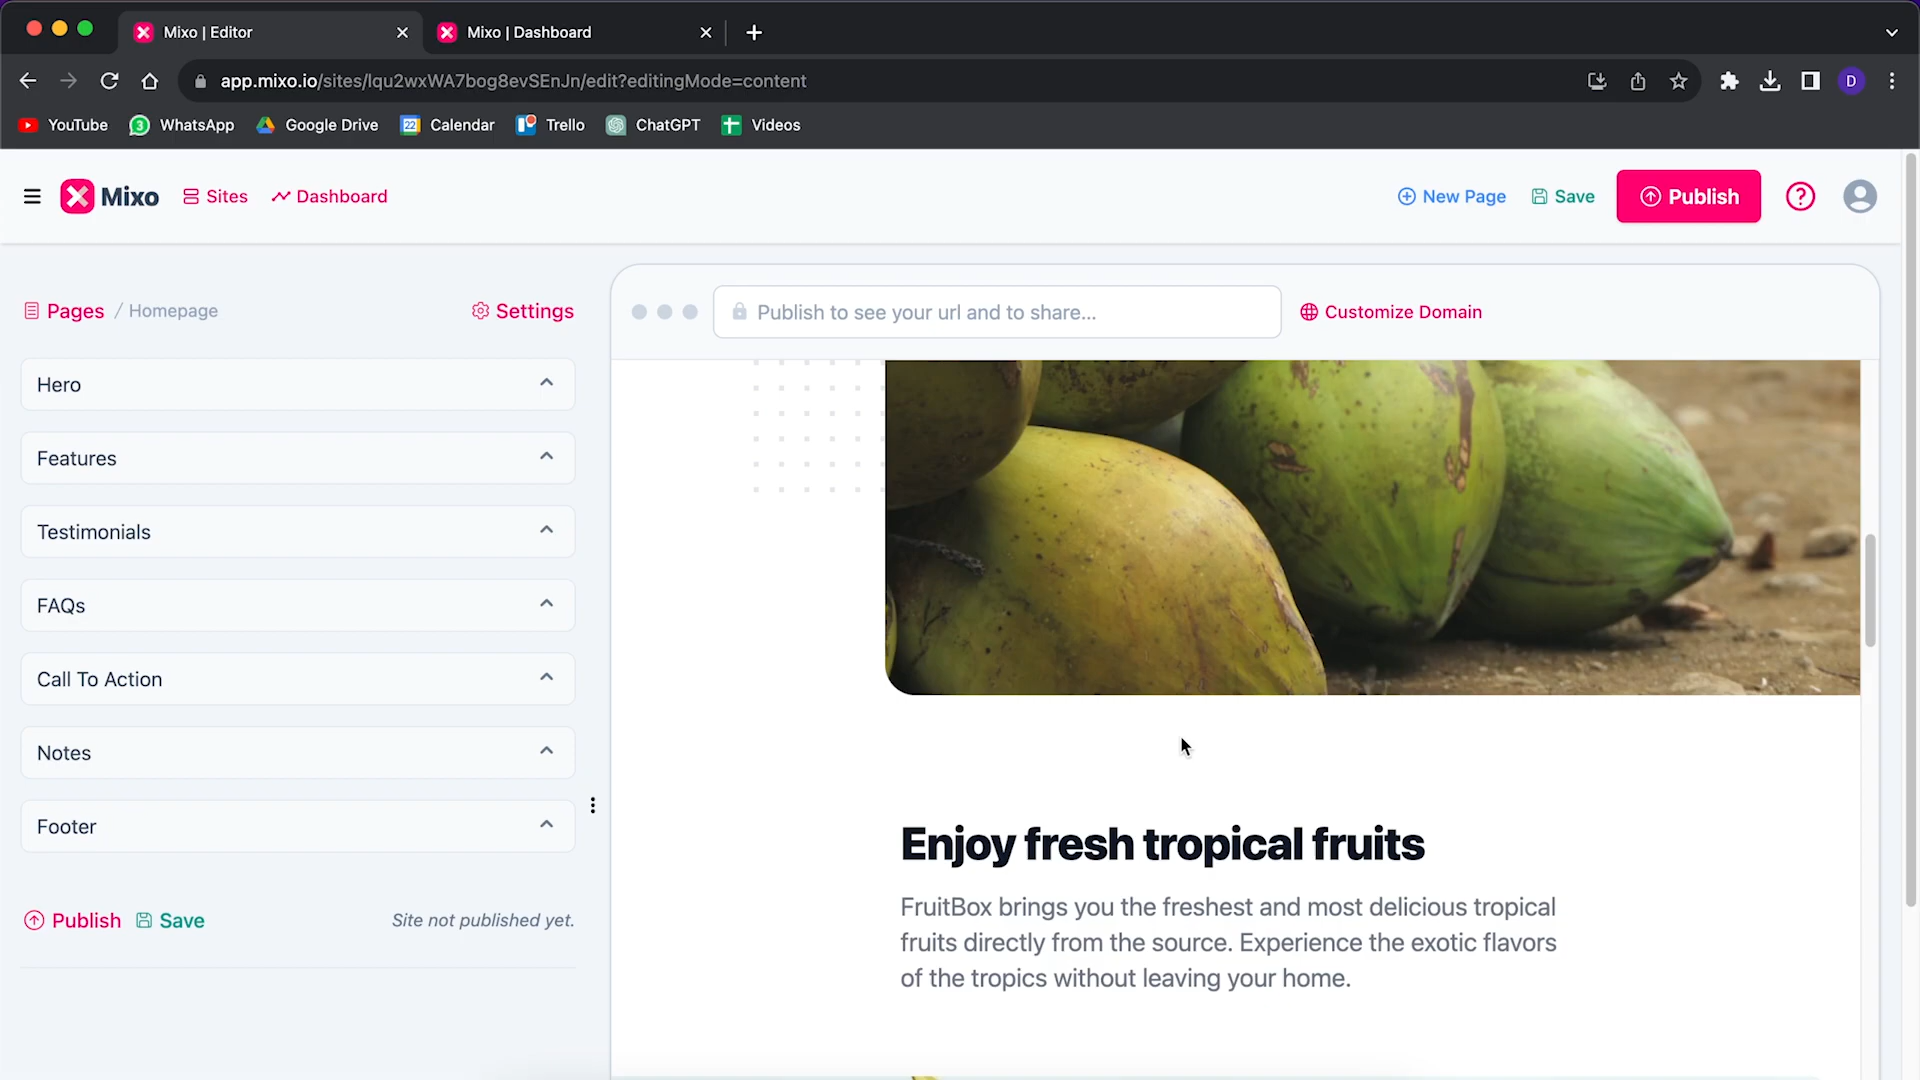 Mixo | Editor
Mixo | Dashboard
app.mixo.io/sites/lqu2wxWA7bog8evSEnJn/edit?editingMode=content
D
YouTube
3
WhatsApp
Google Drive
22
Calendar
Trello
ChatGPT
Videos
Mixo
Sites
Dashboard
New Page
Save
Publish
?
Pages / Homepage
Settings
Publish to see your url and to share...
Customize Domain
Hero
Features
Testimonials
FAQs
Call To Action
Notes
Footer
Publish
Save
Site not published yet.
Enjoy fresh tropical fruits
FruitBox brings you the freshest and most delicious tropical
fruits directly from the source. Experience the exotic flavors
of the tropics without leaving your home.